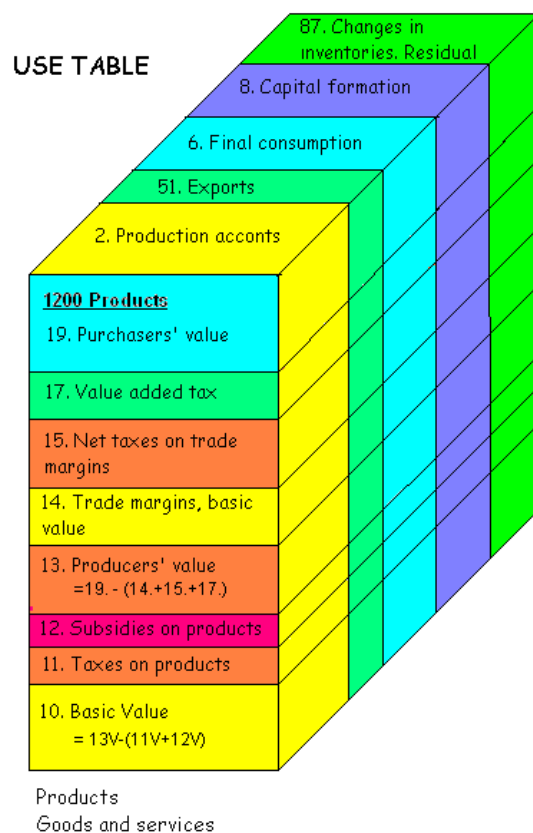 87. Changes in
inventories. Residual
USE TABLE
8. Capital formation
6. Final consumption
51. Exports
2. Production acconts
1200 Products
19. Purchasers' value
17. Value added tax
15. Net taxes on trade
margins
14. Trade margins, basic
value
13. Producers' value
=19.- (14.+15.+17.)
12. Subsidies on products
11. Taxes on products
10. Basic Value
= 13V-(11V+12V)
Products
Goods and services